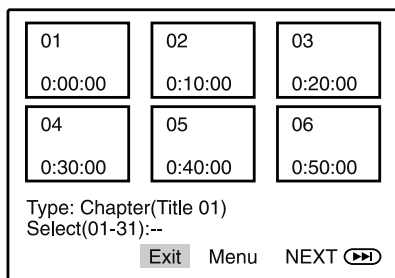 01 02 03
0:00:00 0:10:00 0:20:00
04 05 06
0:30:00 0:40:00 0:50:00
Type: Chapter(Title 01)
Select(01-31):--
Exit Menu NEXT